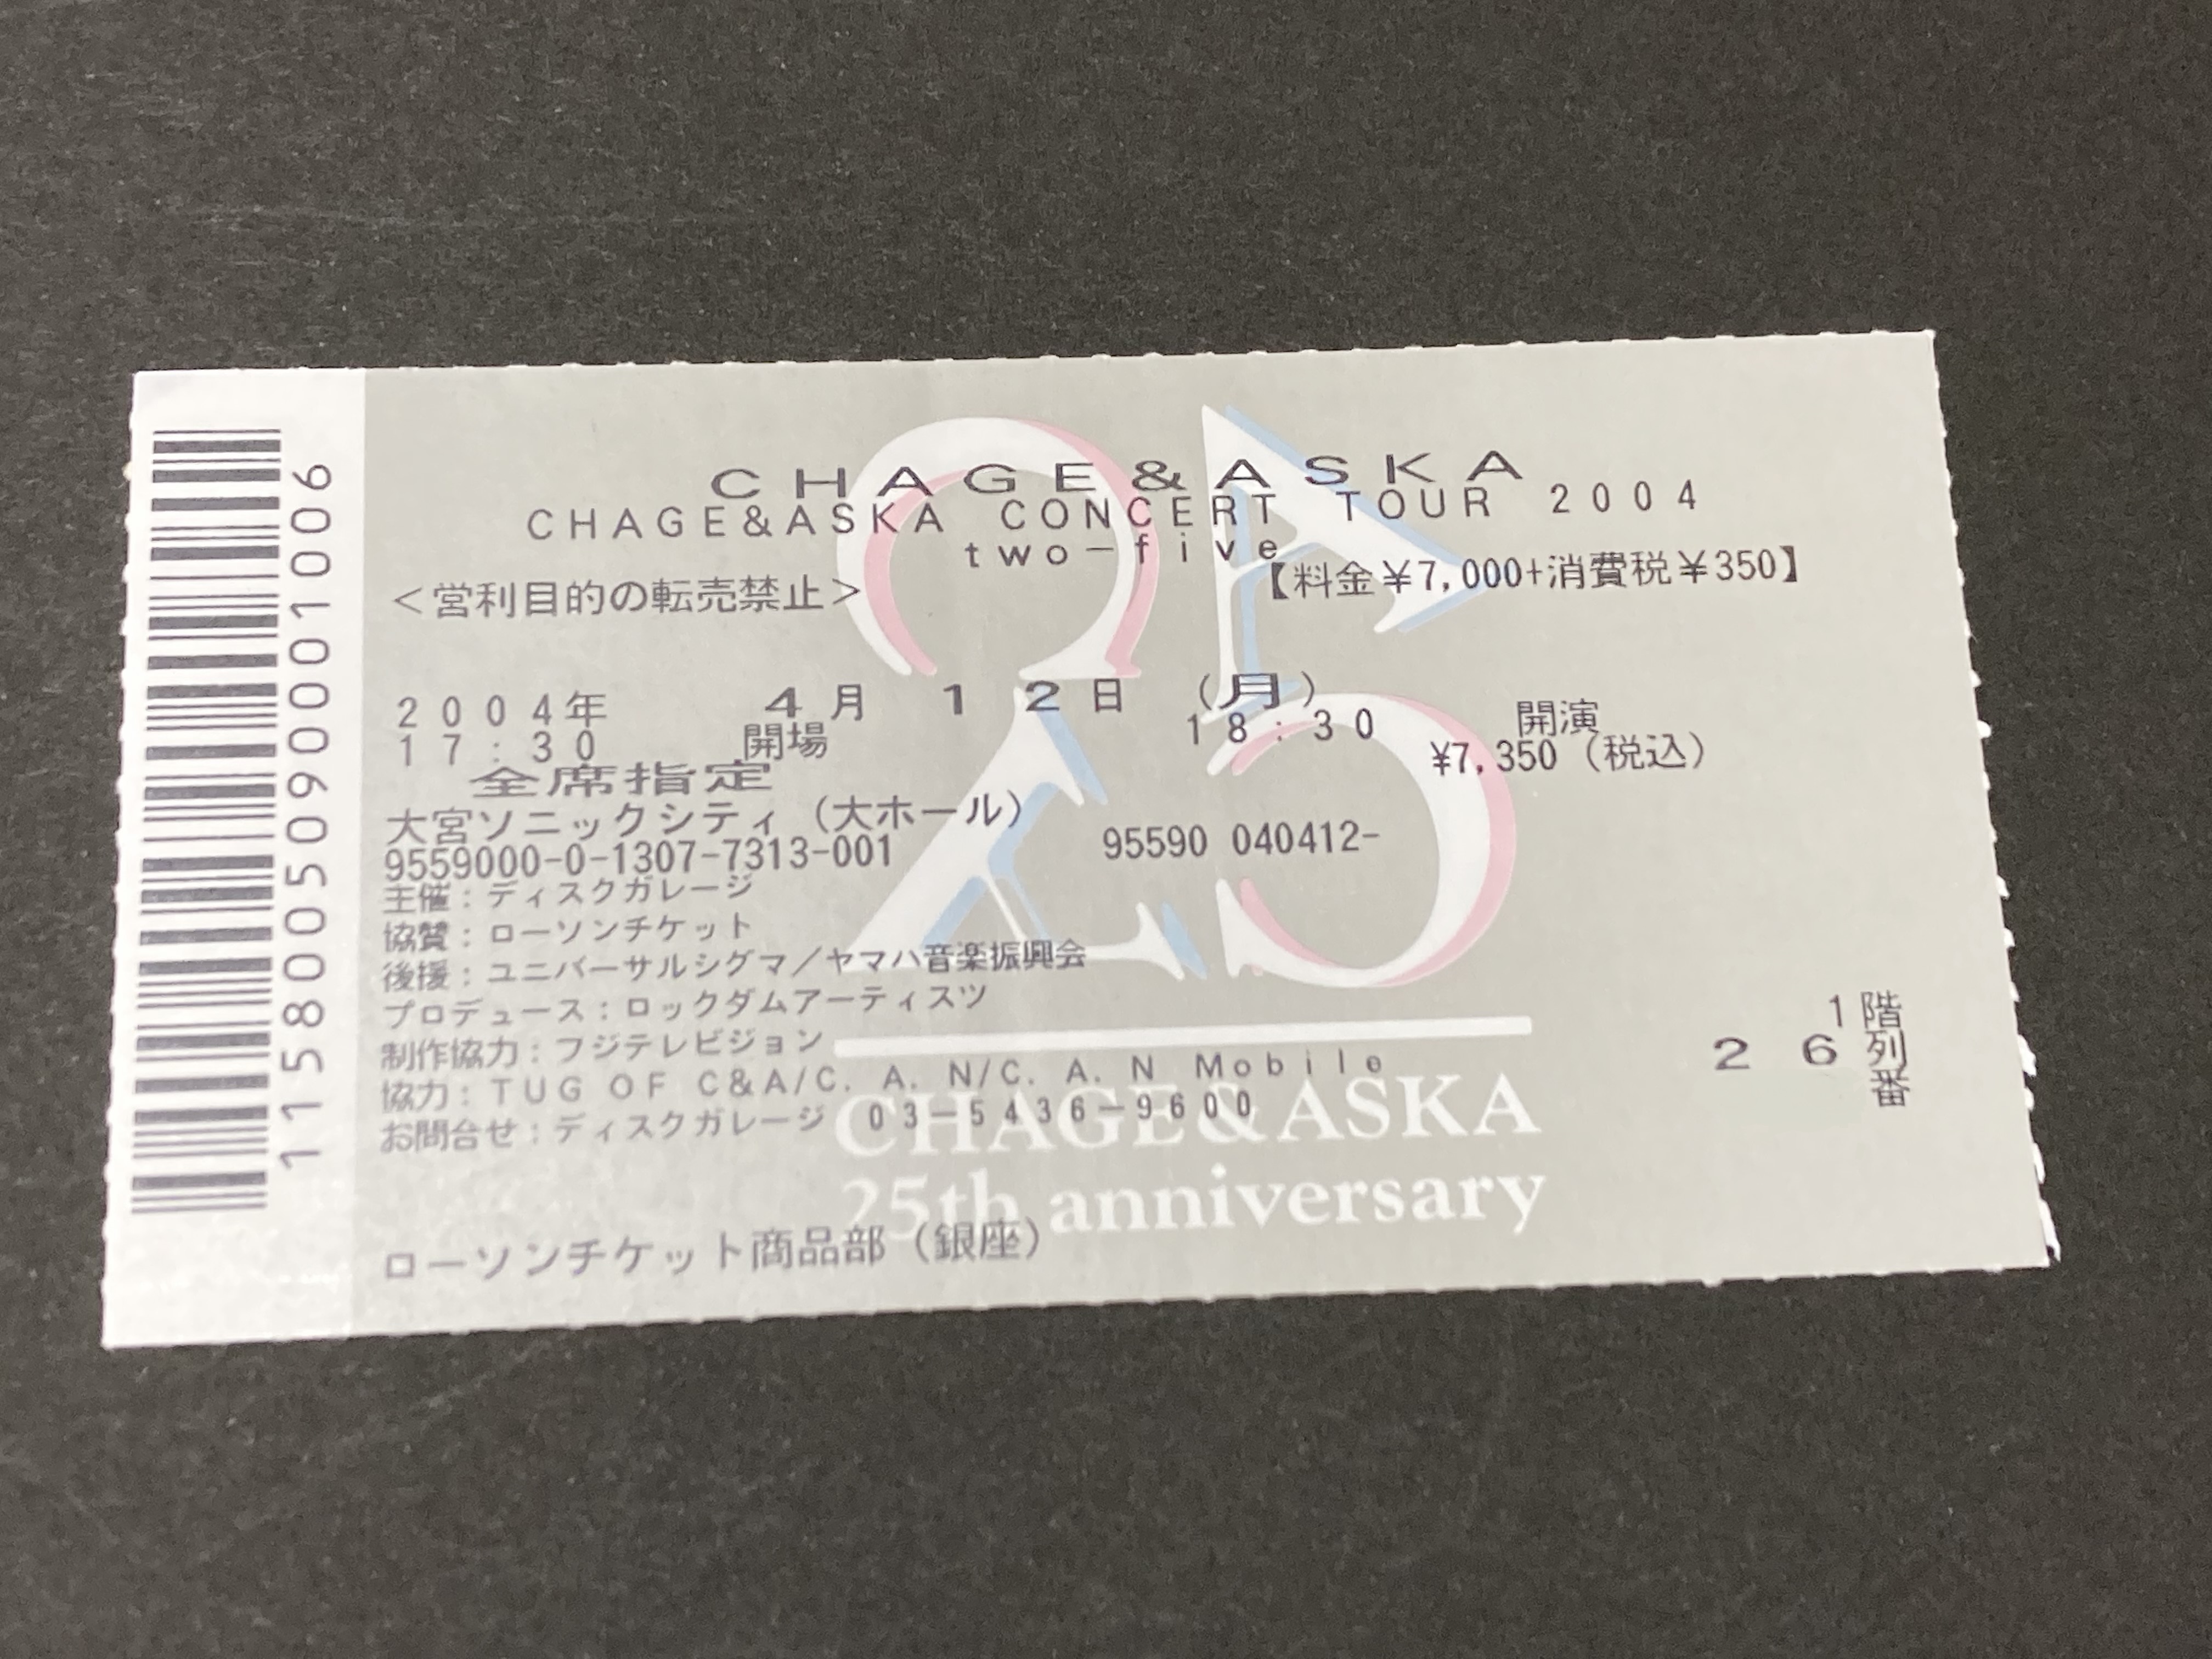 CHAGE&ASKA
CHAGE&ASKA CONCERT TOUR 2004
two-five
<営利目的の転売禁止> 【料金¥7,000+消費税¥350】
2004年 4月 12日 (月)
17:30 開場 18:30 開演
全席指定 ¥7,350(税込)
大宮ソニックシティ(大ホール)
9559000-0-1307-7313-001 95590 040412-
主催:ディスクガレージ
協賛:ローソンチケット
後援:ユニバーサルシグマ/ヤマハ音楽振興会
プロデュース:ロックダムアーティスツ
制作協力:フジテレビジョン
協力:TUG OF C&A/C.A.N/C.A.N Mobile
お問合せ:ディスクガレージ 03-5436-9600
1階
26列
番
ローソンチケット商品部(銀座)
25
CHAGE&ASKA
25th anniversary
1158005090001006